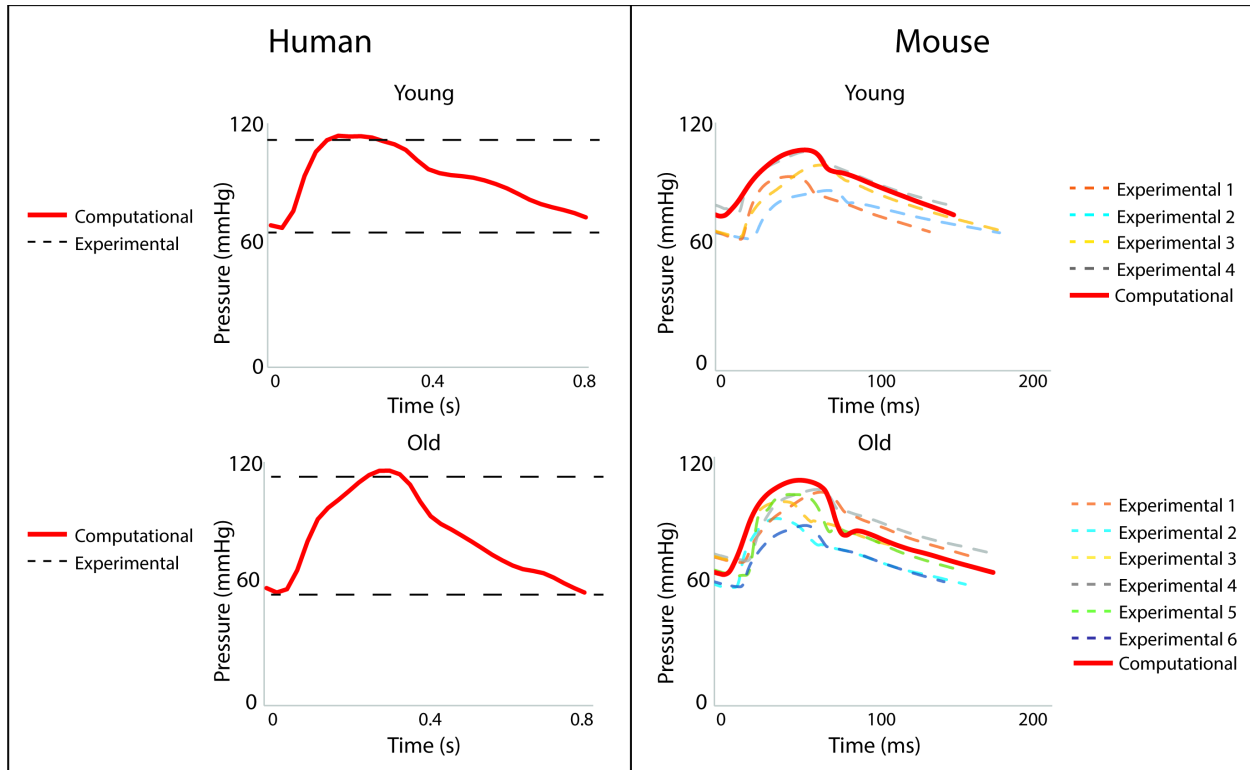 Human
Young
120
60
0
Pressure (mmHg)
0
0.4
0.8
Time (s)
Computational
Experimental
Old
120
60
0
Pressure (mmHg)
0
0.4
0.8
Time (s)
Computational
Experimental
Mouse
Young
120
60
0
Pressure (mmHg)
0
100
200
Time (ms)
Experimental 1
Experimental 2
Experimental 3
Experimental 4
Computational
Old
120
60
0
Pressure (mmHg)
0
100
200
Time (ms)
Experimental 1
Experimental 2
Experimental 3
Experimental 4
Experimental 5
Experimental 6
Computational